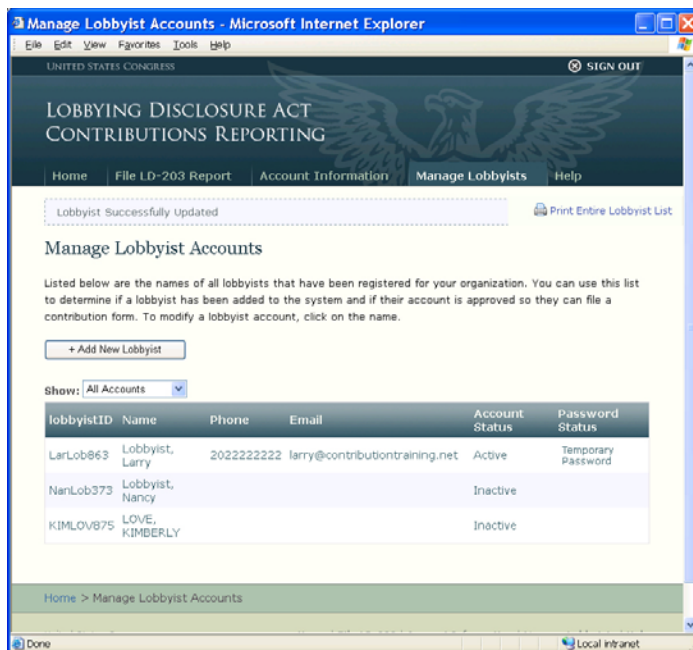 Manage Lobbyist Accounts - Microsoft Internet Explorer
File Edit View Favorites Tools Help
UNITED STATES CONGRESS
SIGN OUT
LOBBYING DISCLOSURE ACT
CONTRIBUTIONS REPORTING
Home File LD-203 Report Account Information Manage Lobbyists Help
Lobbyist Successfully Updated
Print Entire Lobbyist List
Manage Lobbyist Accounts
Listed below are the names of all lobbyists that have been registered for your organization. You can use this list
to determine if a lobbyist has been added to the system and if their account is approved so they can file a
contribution form. To modify a lobbyist account, click on the name.
+ Add New Lobbyist
Show: All Accounts
lobbyistID Name Phone Email Account Status Password Status
LarLob863 Lobbyist, Larry 2022222222 larry@contributiontraining.net Active Temporary Password
NanLob373 Lobbyist, Nancy Inactive
KIMLOV875 LOVE, KIMBERLY Inactive
Home > Manage Lobbyist Accounts
Done
Local intranet